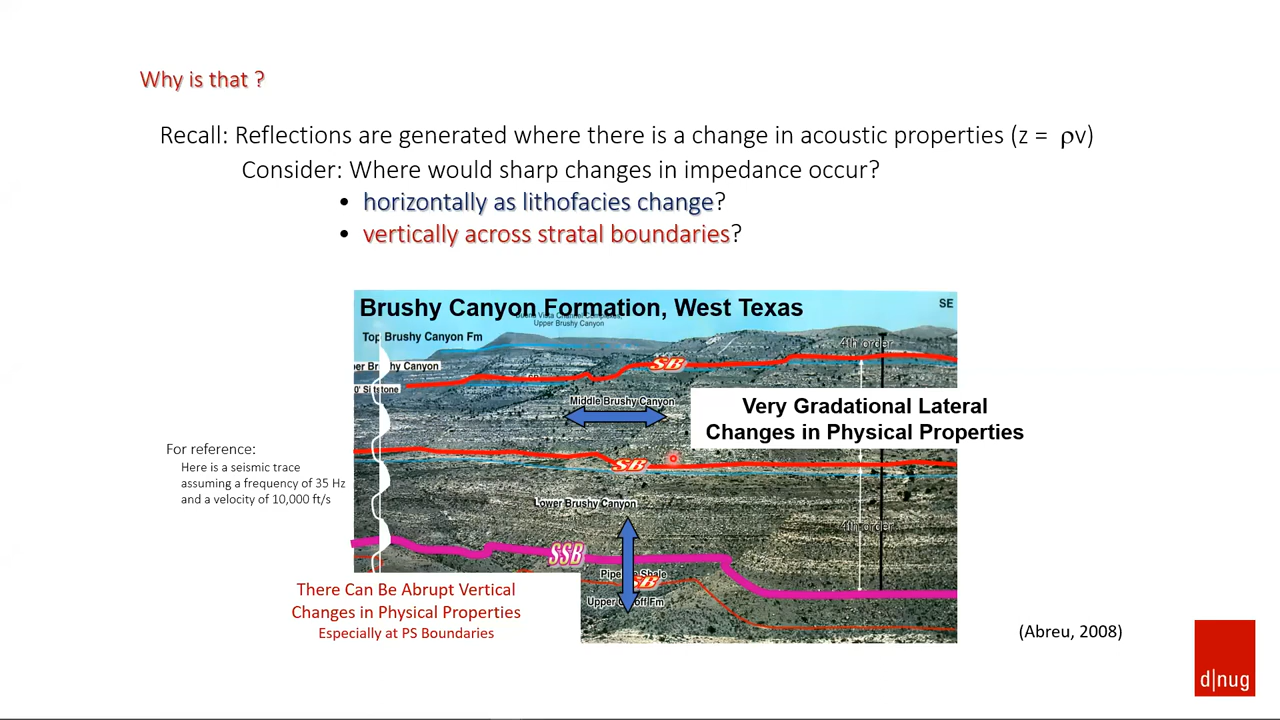 Why is that ?
Recall: Reflections are generated where there is a change in acoustic properties (z = ρv)
Consider: Where would sharp changes in impedance occur?
• horizontally as lithofacies change?
• vertically across stratal boundaries?
Brushy Canyon Formation, West Texas
SE
Upper Brushy Canyon
Top Brushy Canyon Fm
4th order
Brushy Canyon
SB
Middle Brushy Canyon
Very Gradational Lateral
Changes in Physical Properties
For reference:
Here is a seismic trace
assuming a frequency of 35 Hz
and a velocity of 10,000 ft/s
SB
Lower Brushy Canyon
4th order
SSB
SB
There Can Be Abrupt Vertical
Changes in Physical Properties
Especially at PS Boundaries
Upper
Fm
(Abreu, 2008)
d|nug